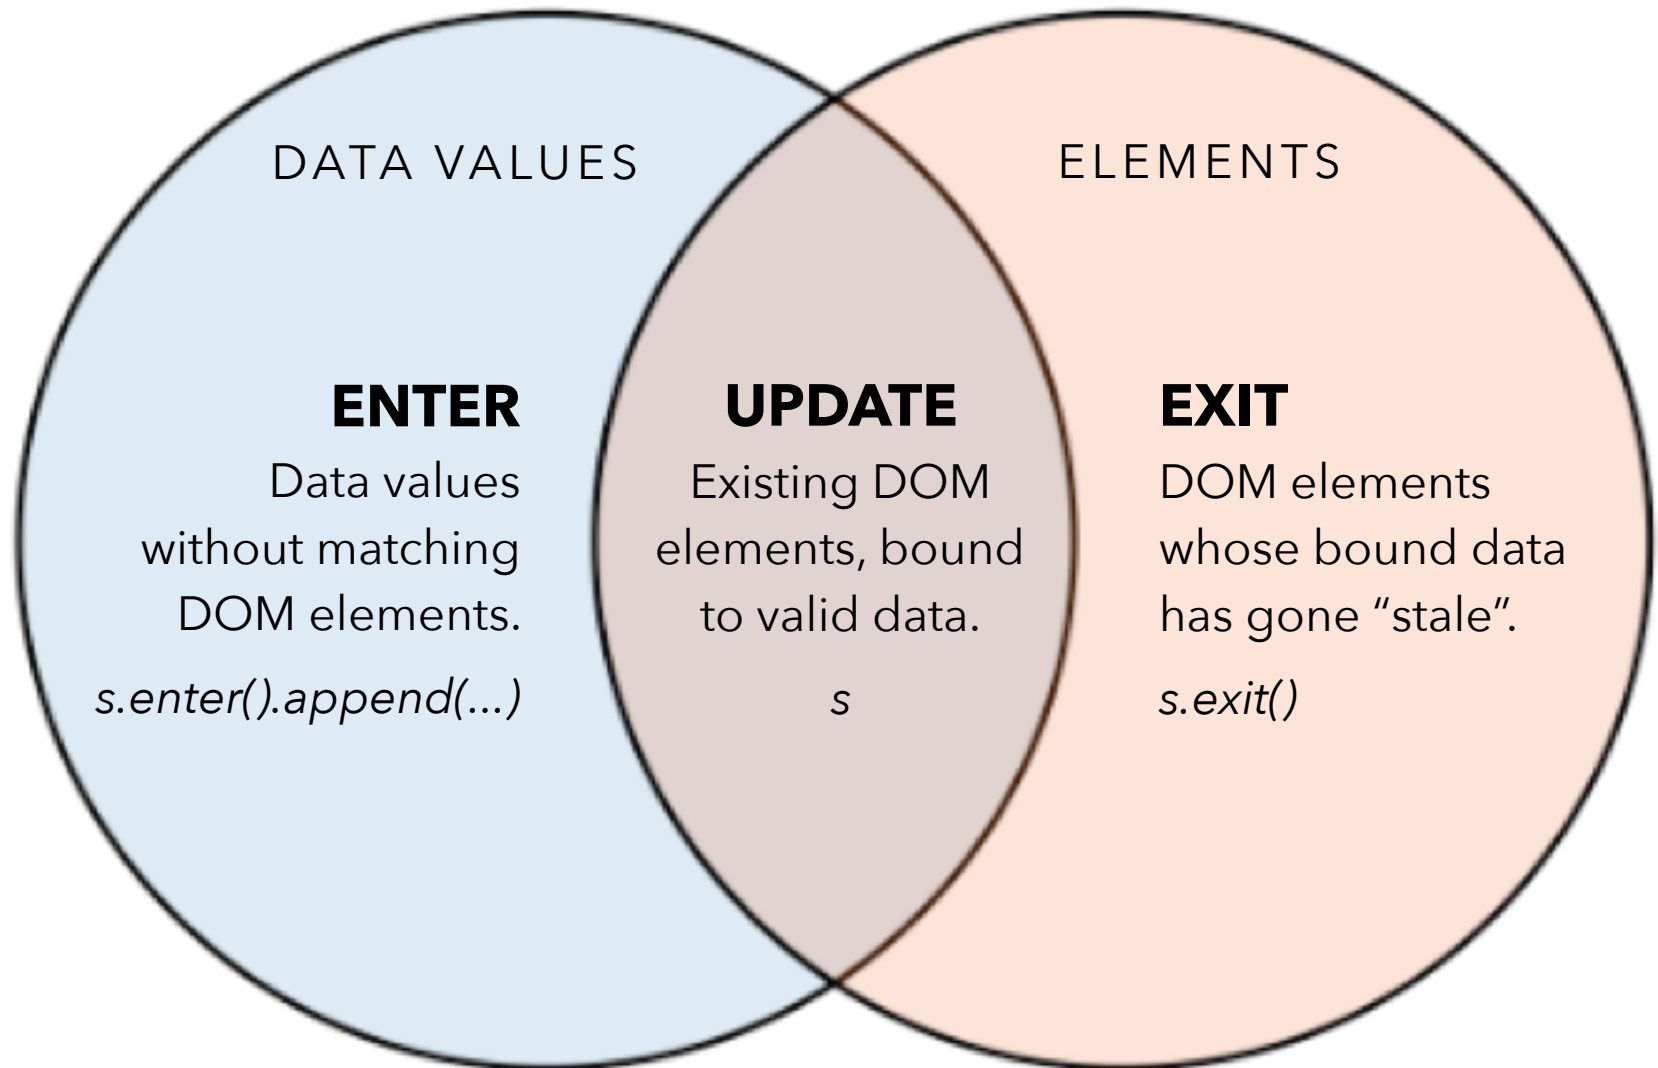 DATA VALUES
ELEMENTS
ENTER
Data values
without matching
DOM elements.
s.enter().append(...)
UPDATE
Existing DOM
elements, bound
to valid data.
s
EXIT
DOM elements
whose bound data
has gone “stale”.
s.exit()